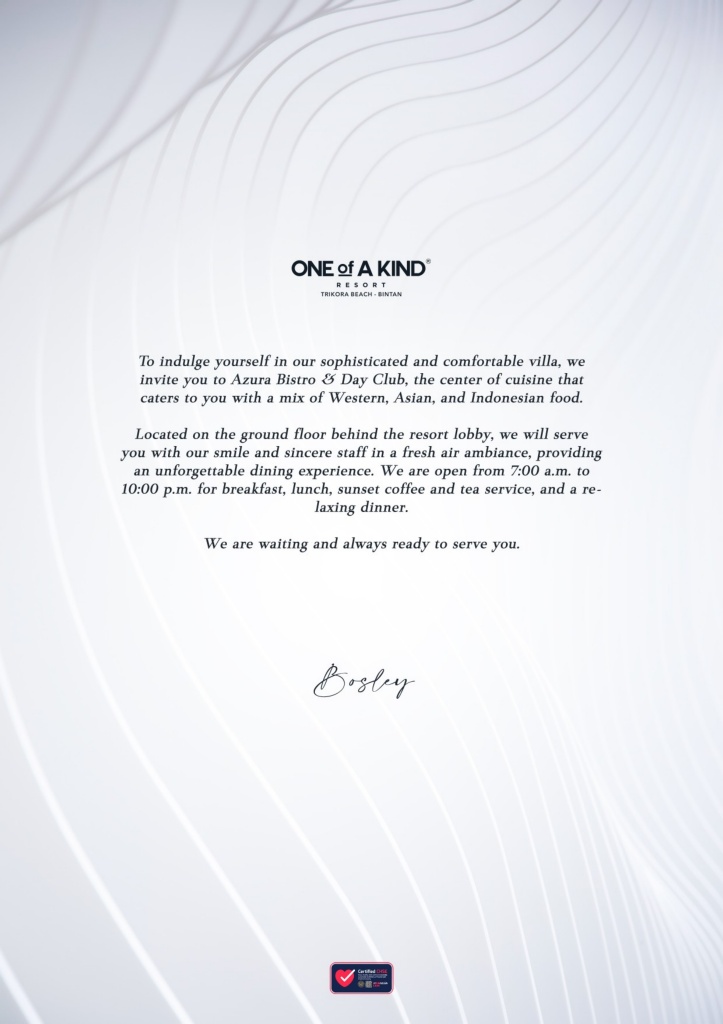 ONE of A KIND®
RESORT
TRIKORA BEACH - BINTAN
To indulge yourself in our sophisticated and comfortable villa, we
invite you to Azura Bistro & Day Club, the center of cuisine that
caters to you with a mix of Western, Asian, and Indonesian food.
Located on the ground floor behind the resort lobby, we will serve
you with our smile and sincere staff in a fresh air ambiance, providing
an unforgettable dining experience. We are open from 7:00 a.m. to
10:00 p.m. for breakfast, lunch, sunset coffee and tea service, and a re-
laxing dinner.
We are waiting and always ready to serve you.
Bosley
Certified CHSE